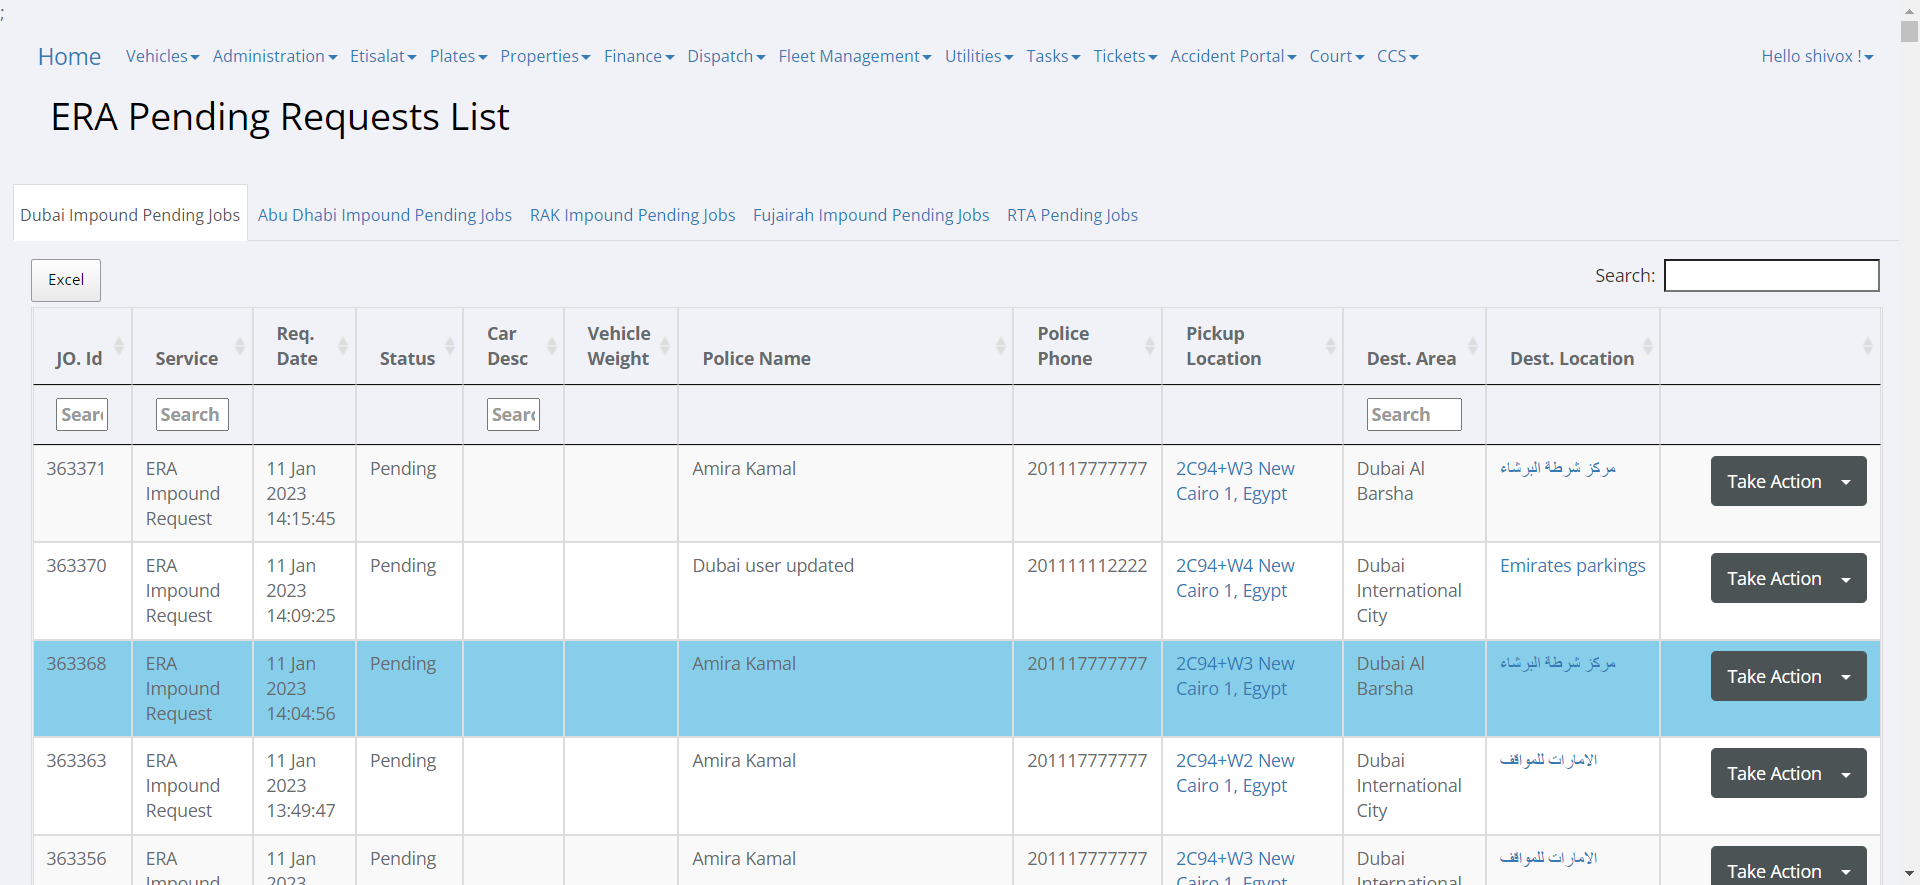 ;
Home Vehicles Administration Etisalat Plates Properties Finance Dispatch Fleet Management Utilities Tasks Tickets Accident Portal Court CCS Hello shivox !
ERA Pending Requests List
Dubai Impound Pending Jobs Abu Dhabi Impound Pending Jobs RAK Impound Pending Jobs Fujairah Impound Pending Jobs RTA Pending Jobs
Excel Search:
JO. Id Service Req. Date Status Car Desc Vehicle Weight Police Name Police Phone Pickup Location Dest. Area Dest. Location
Search Search Search
363371 ERA Impound Request 11 Jan 2023 14:15:45 Pending Amira Kamal 201117777777 2C94+W3 New Cairo 1, Egypt Dubai Al Barsha مركز شرطة البرشاء Take Action
363370 ERA Impound Request 11 Jan 2023 14:09:25 Pending Dubai user updated 201111112222 2C94+W4 New Cairo 1, Egypt Dubai International City Emirates parkings Take Action
363368 ERA Impound Request 11 Jan 2023 14:04:56 Pending Amira Kamal 201117777777 2C94+W3 New Cairo 1, Egypt Dubai Al Barsha مركز شرطة البرشاء Take Action
363363 ERA Impound Request 11 Jan 2023 13:49:47 Pending Amira Kamal 201117777777 2C94+W2 New Cairo 1, Egypt Dubai International City الامارات للمواقف Take Action
363356 ERA Impound 11 Jan 2023 Pending Amira Kamal 201117777777 2C94+W3 New Cairo 1, Egypt Dubai International الامارات للمواقف Take Action